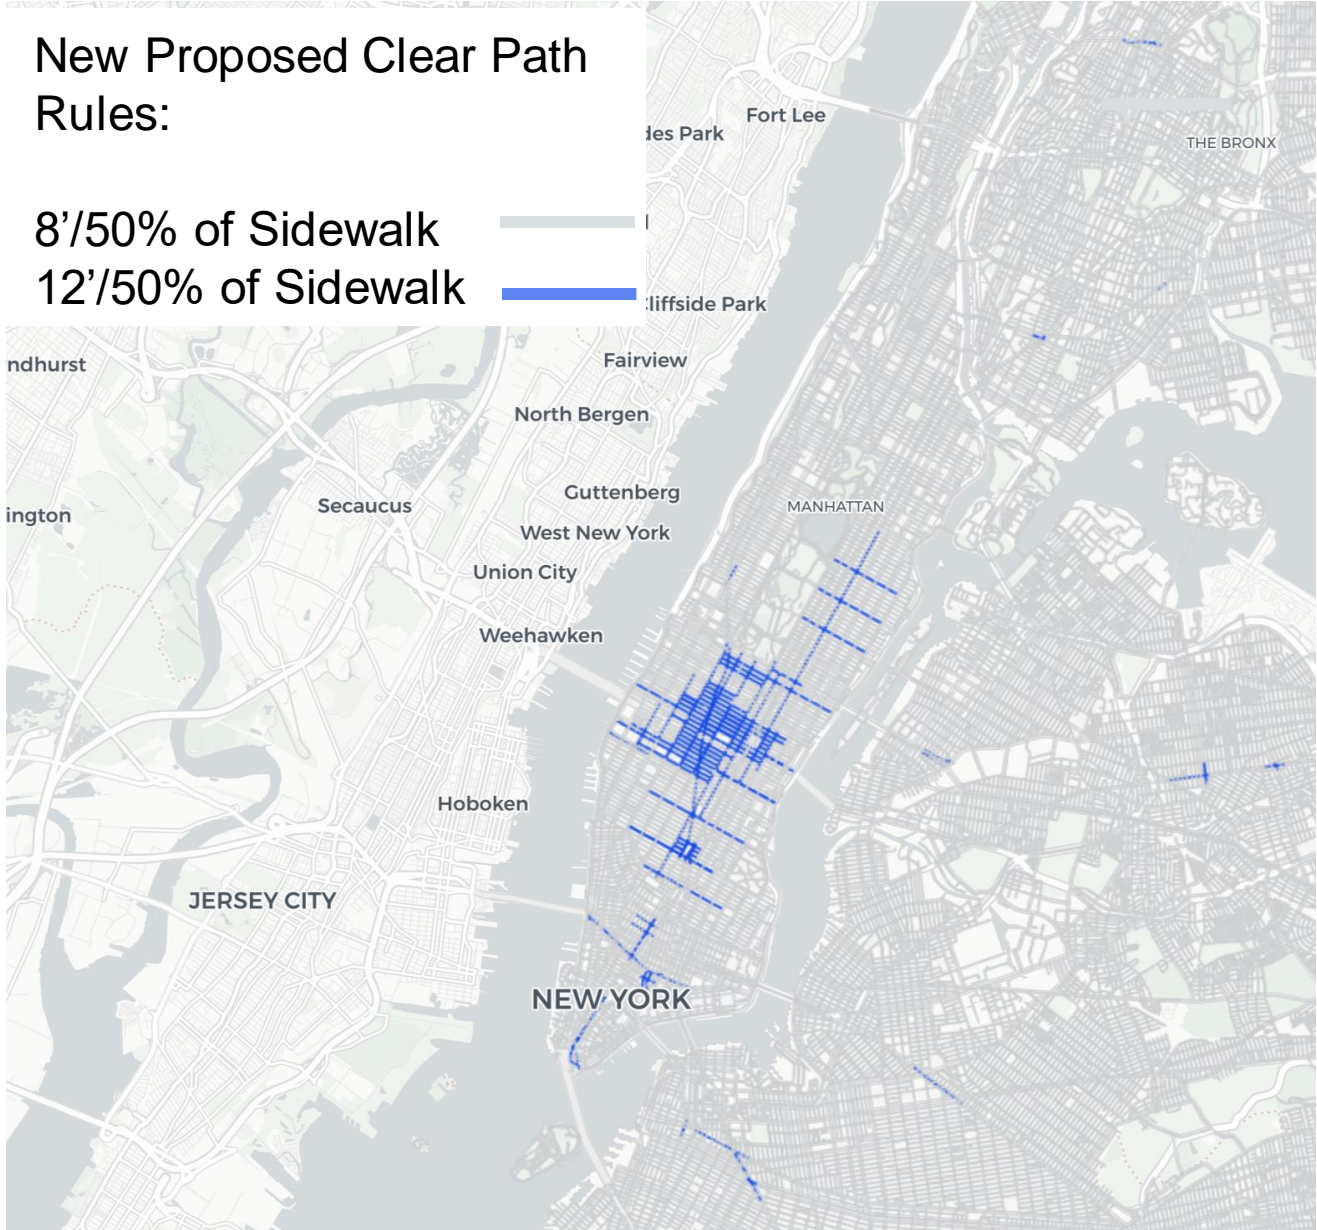 New Proposed Clear Path
Rules:
8’/50% of Sidewalk
12’/50% of Sidewalk
des Park
Fort Lee
THE BRONX
Cliffside Park
ndhurst
Fairview
North Bergen
Guttenberg
MANHATTAN
Secaucus
ington
West New York
Union City
Weehawken
Hoboken
JERSEY CITY
NEW YORK